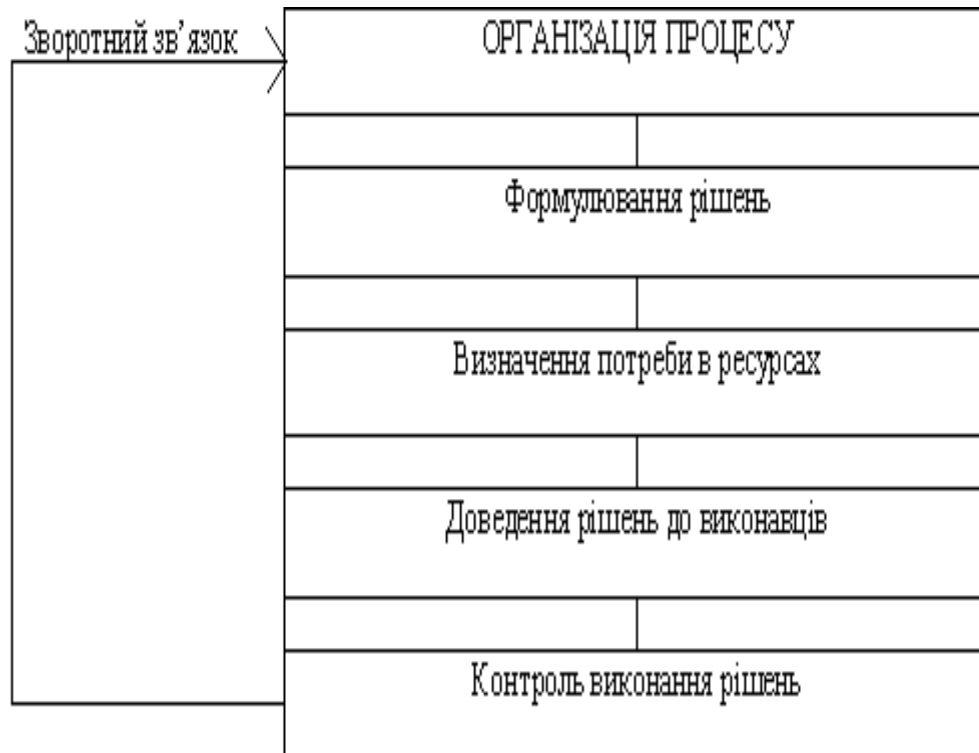 Зворотний зв’язок
ОРГАНІЗАЦІЯ ПРОЦЕСУ
Формулювання рішень
Визначення потреби в ресурсах
Доведення рішень до виконавців
Контроль виконання рішень